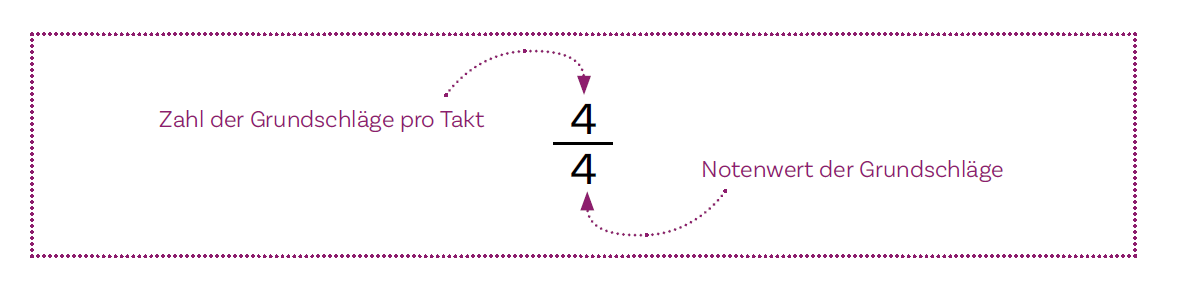 Zahl der Grundschläge pro Takt
4
4
Notenwert der Grundschläge